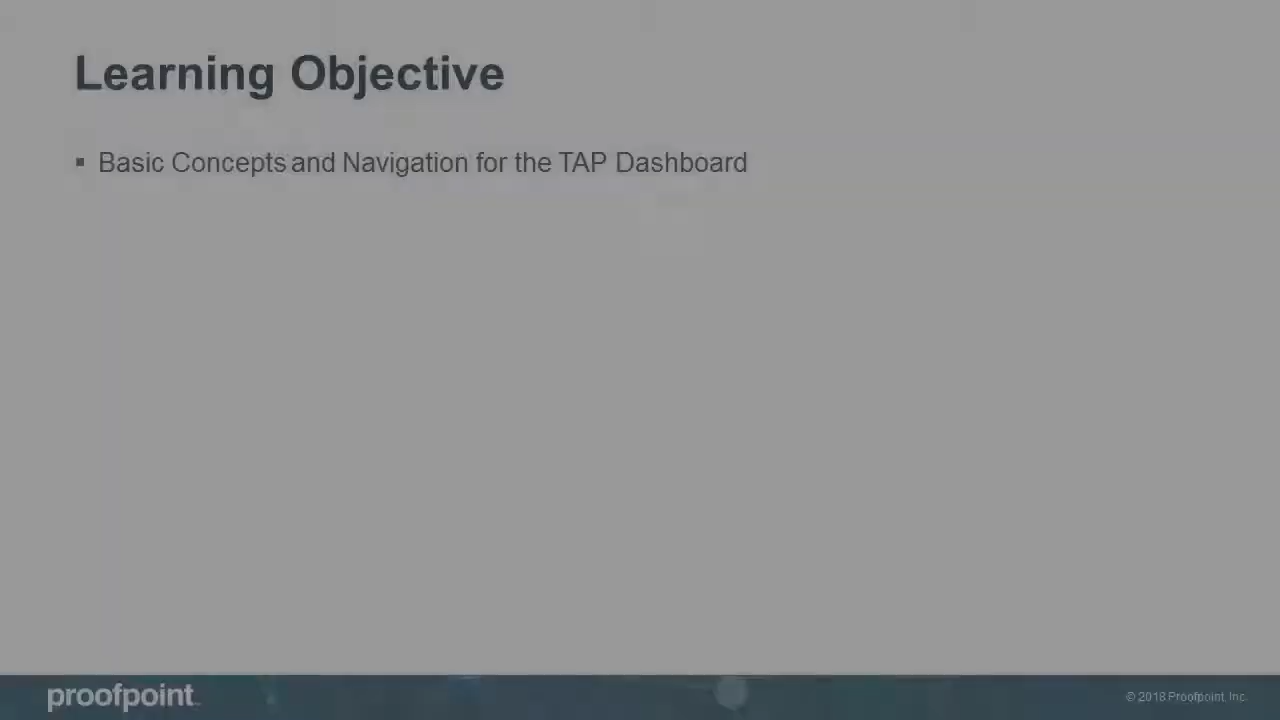 Learning Objective
▪ Basic Concepts and Navigation for the TAP Dashboard
proofpoint
© 2018 Proofpoint, Inc.